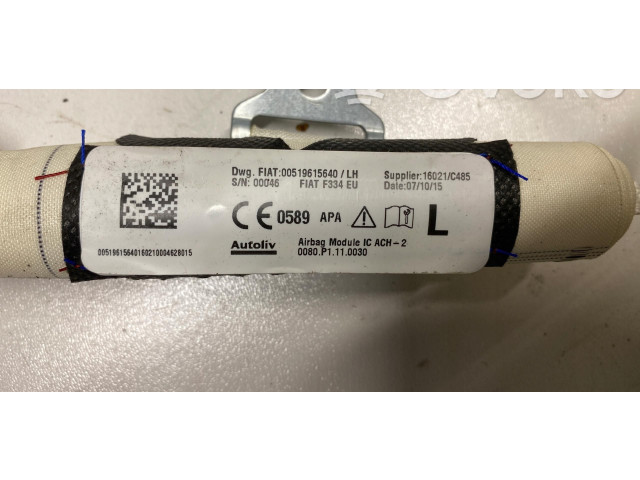 Dwg. FIAT:00519615640 / LH Supplier:16021/C485
S/N: 00046 FIAT F334 EU Date:07/10/15
CE 0589 APA L
Autoliv Airbag Module IC ACH-2
0080.P1.11.0030
00519615640160210004628015